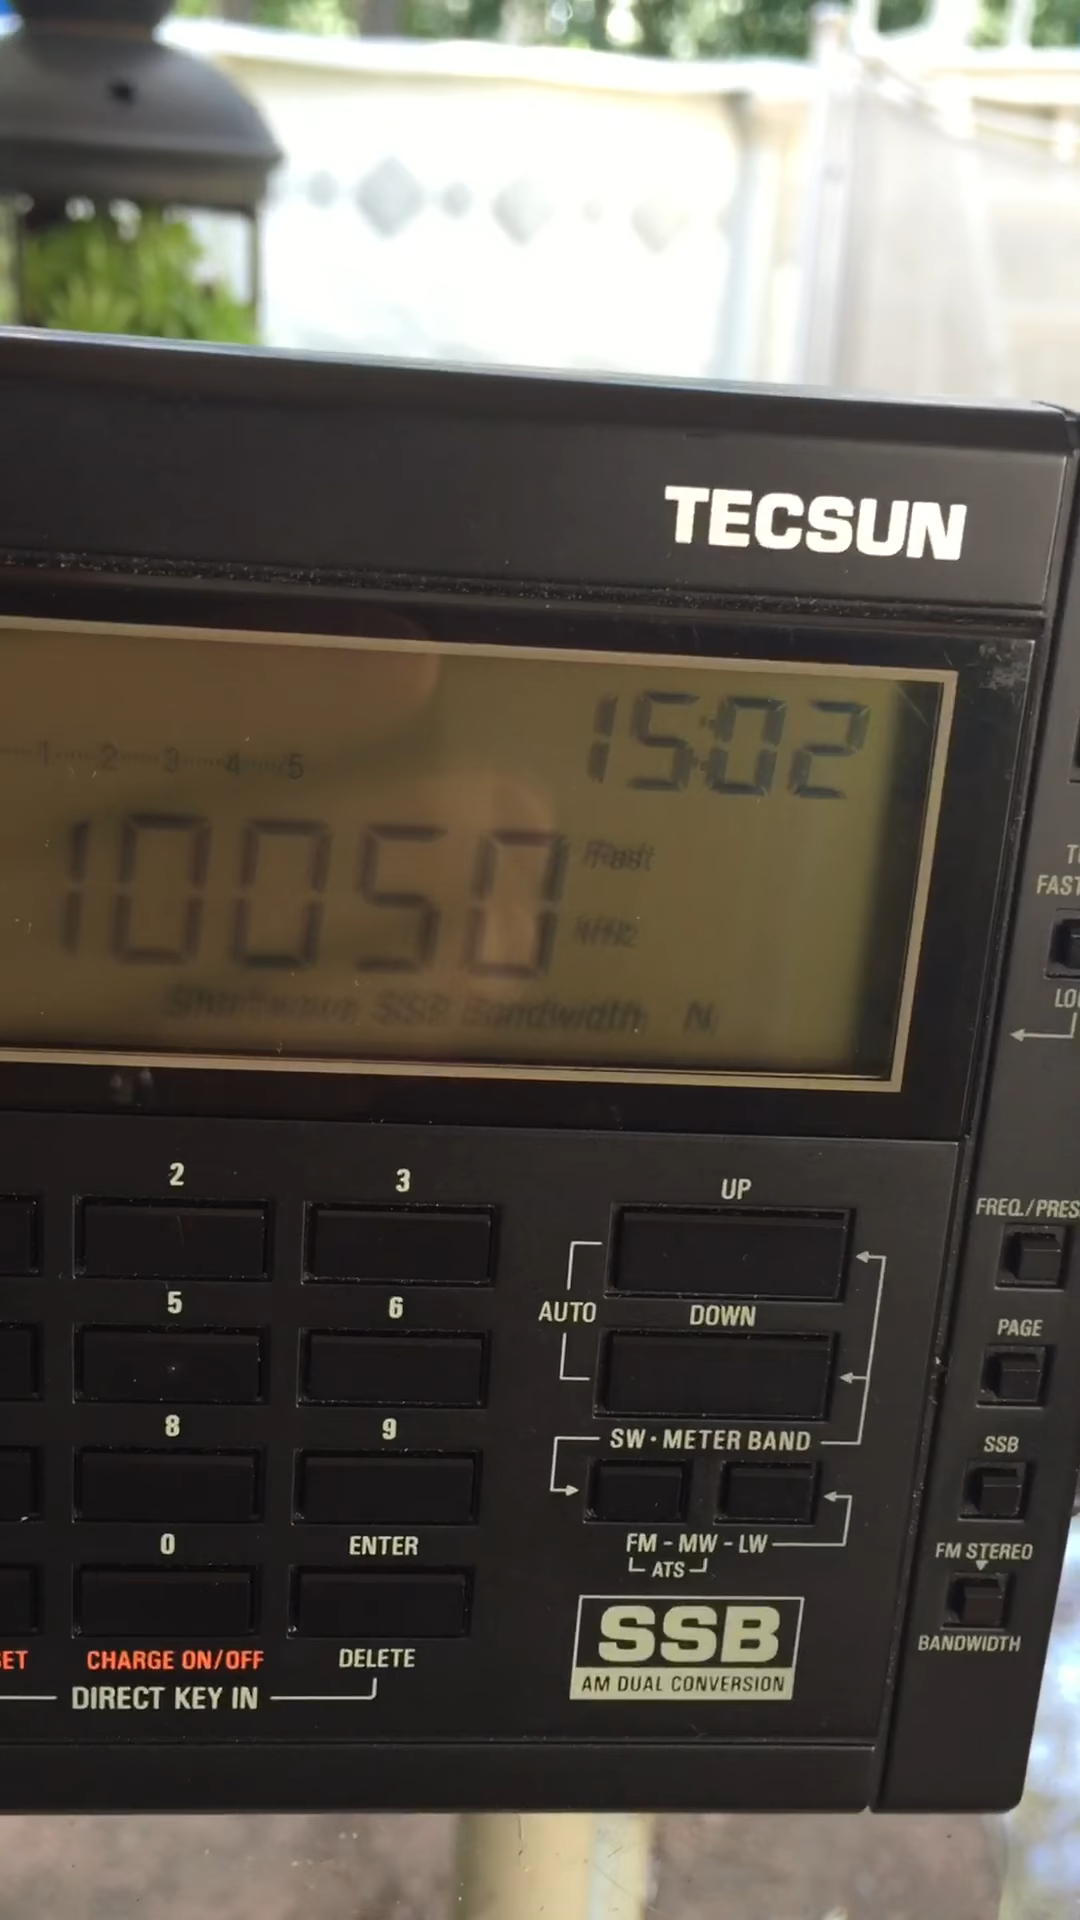 TECSUN
15:02
1 2 3 4 5
10050
Fast
kHz
Shortwave SSB Bandwidth N
FAST
FREQ./PRES
2
3
UP
5
6
AUTO
DOWN
PAGE
8
9
SW·METER BAND
SSB
0
ENTER
FM - MW - LW
ATS
FM STEREO
SSB
AM DUAL CONVERSION
BANDWIDTH
CHARGE ON/OFF
DELETE
DIRECT KEY IN